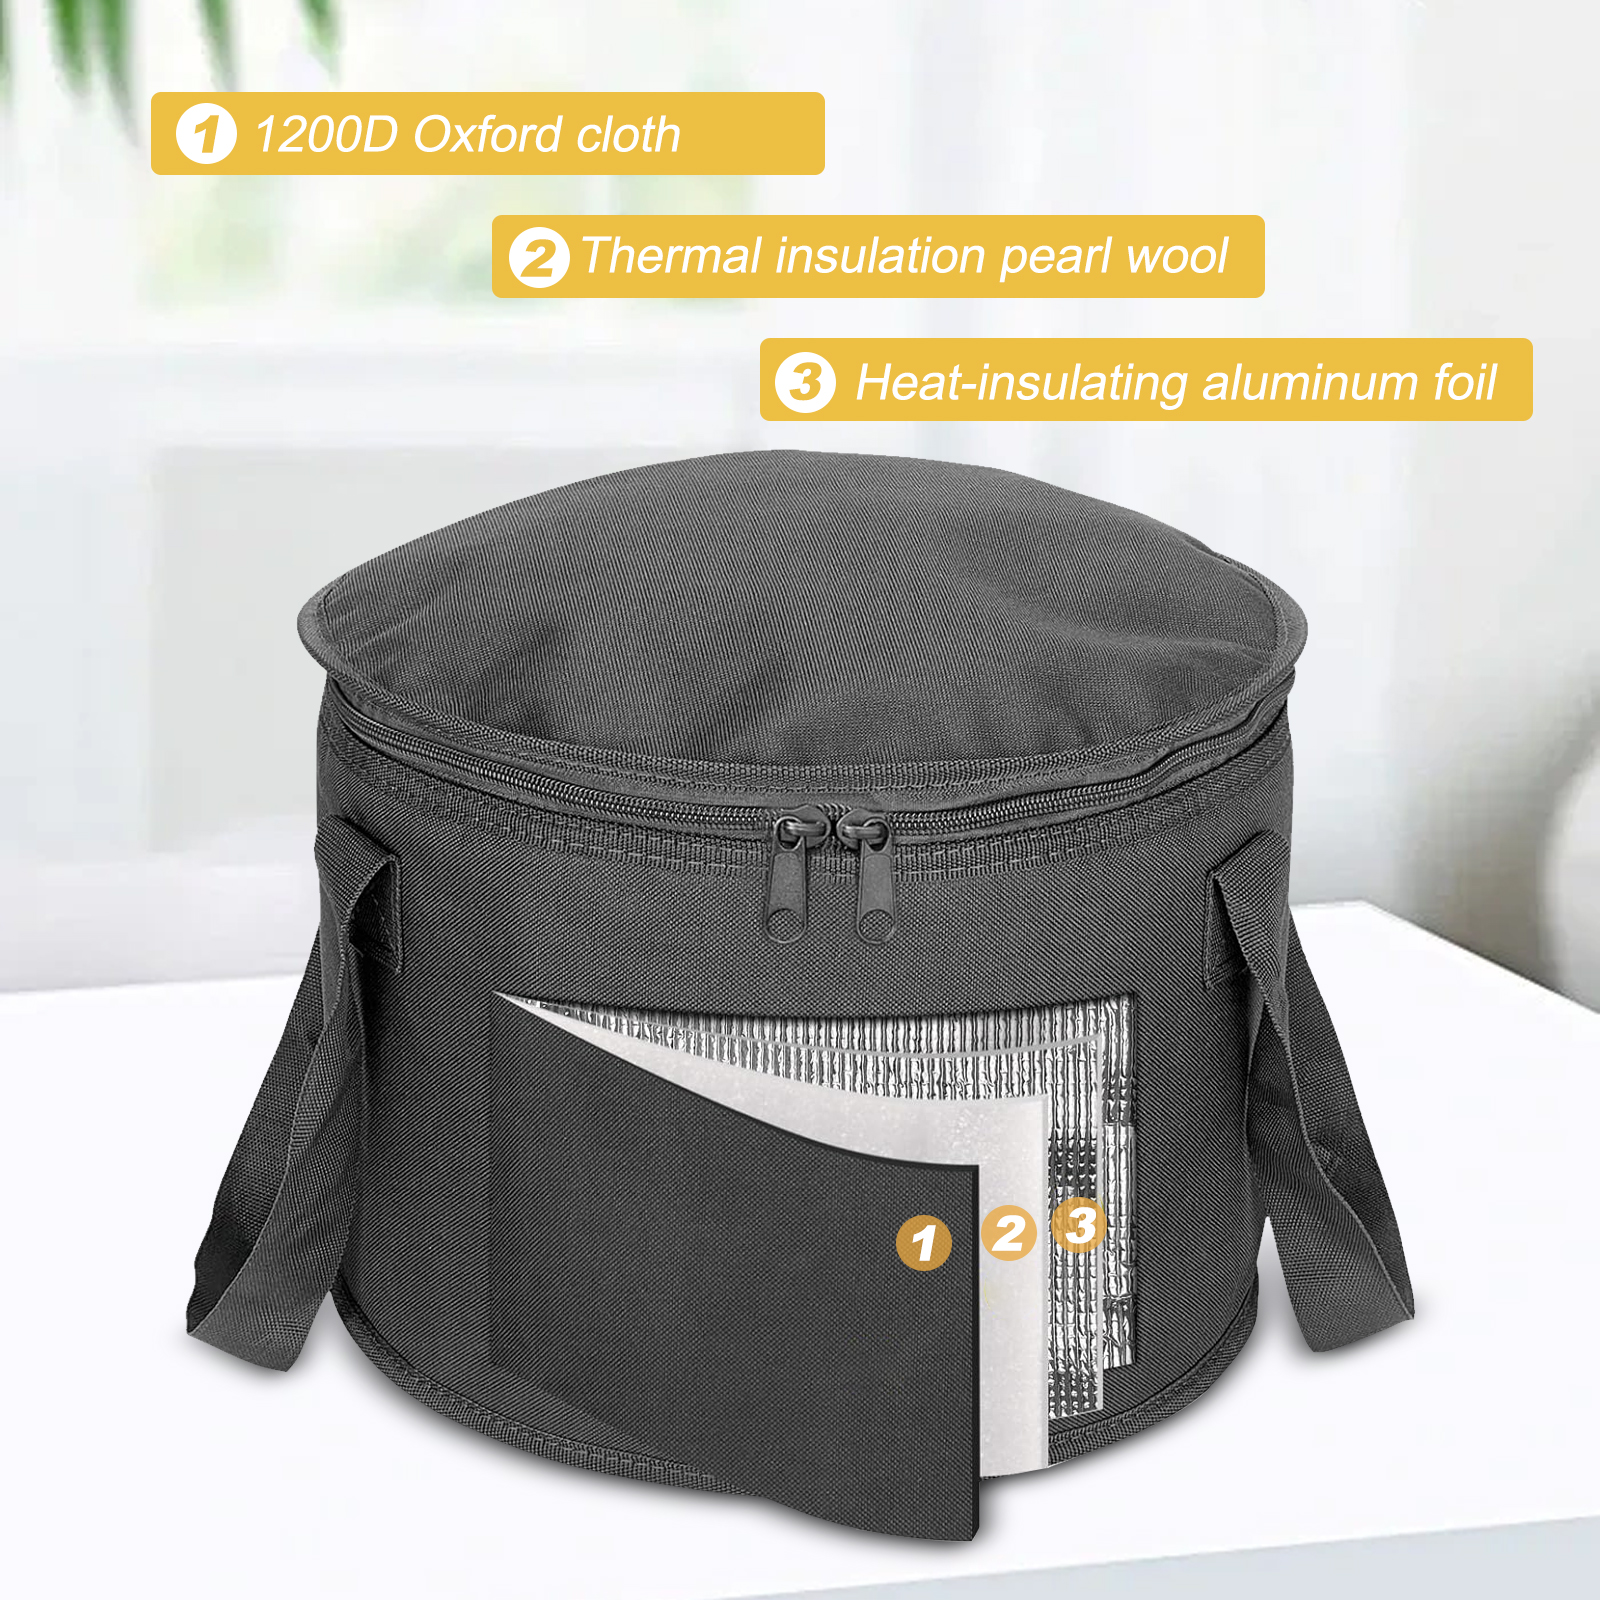 1 1200D Oxford cloth
2 Thermal insulation pearl wool
3 Heat-insulating aluminum foil
1 2 3